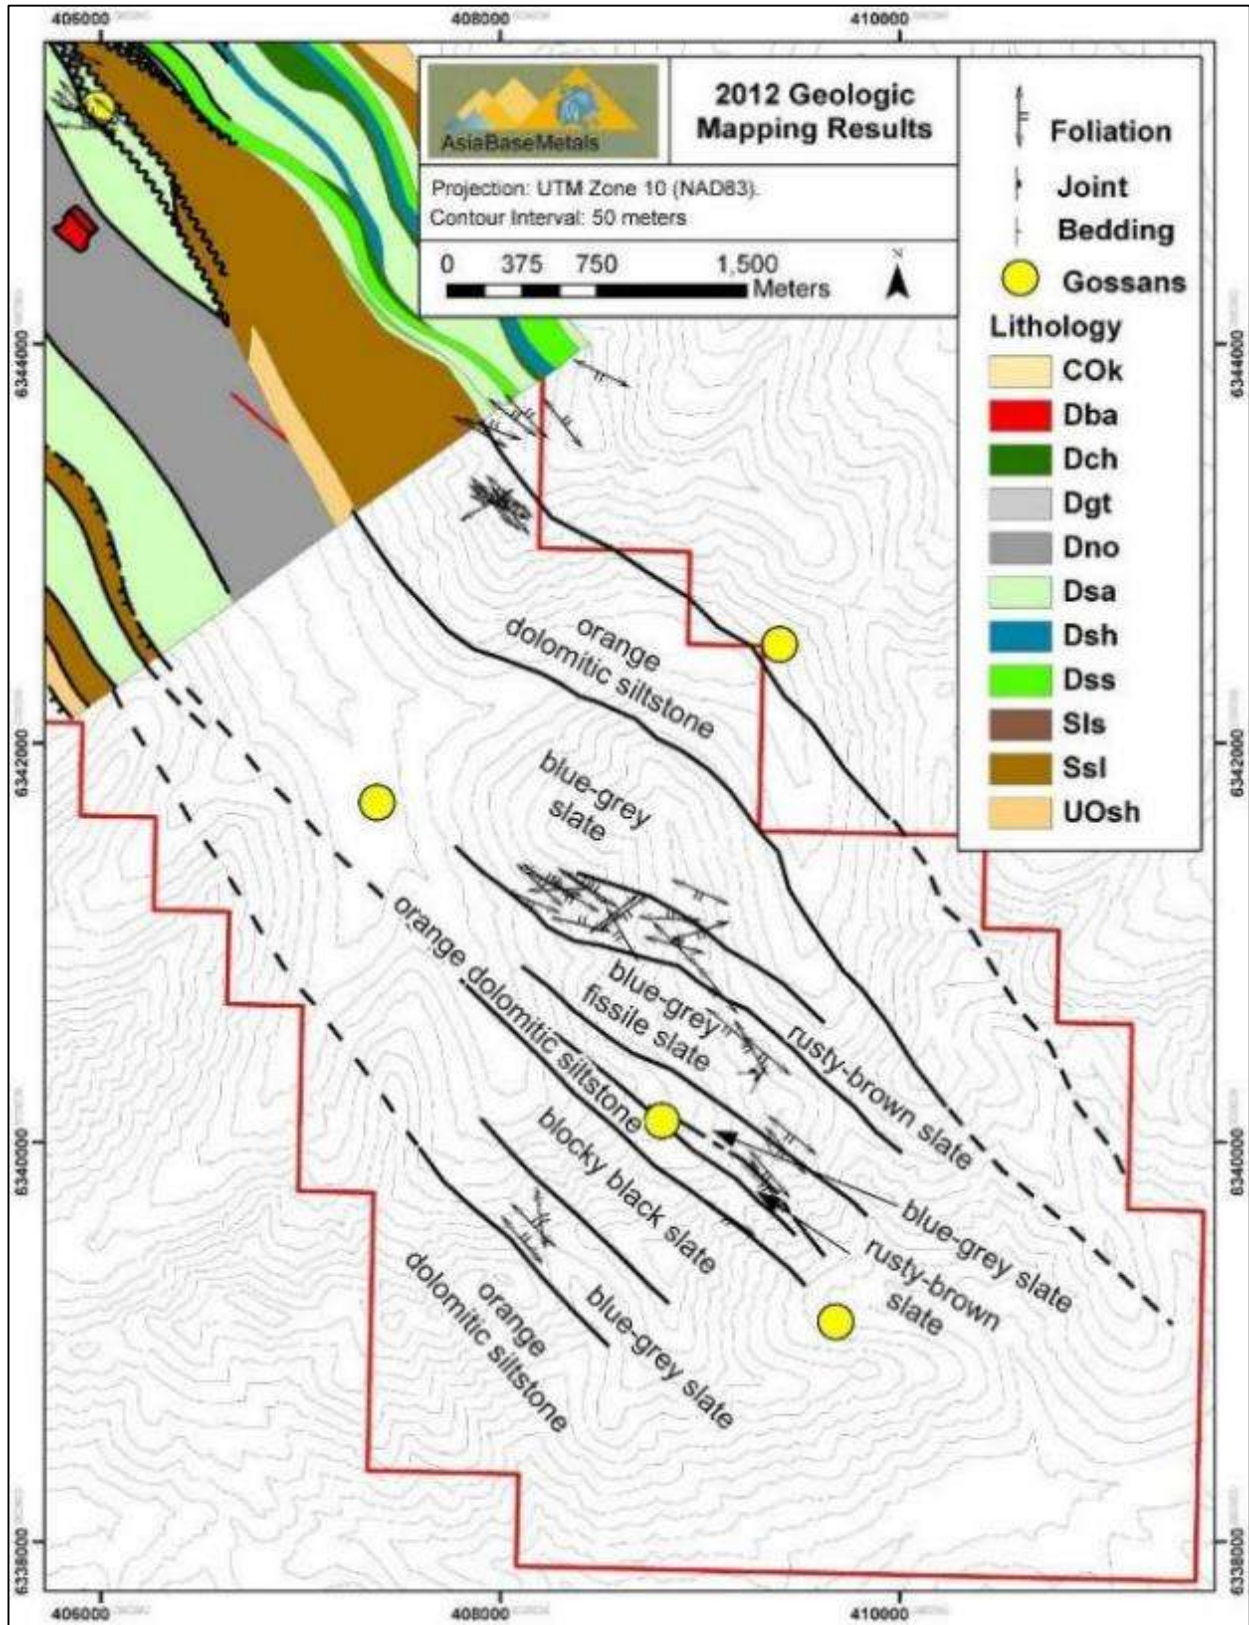 406000
408000
410000
AsiaBaseMetals
2012 Geologic
Mapping Results
Projection: UTM Zone 10 (NAD83).
Contour Interval: 50 meters
0 375 750 1,500
Meters
N
Foliation
Joint
Bedding
Gossans
Lithology
COk
Dba
Dch
Dgt
Dno
Dsa
Dsh
Dss
Sls
Ssl
UOsh
6344000
6344000
6342000
6342000
6340000
6340000
6338000
6338000
orange
dolomitic siltstone
blue-grey
slate
orange dolomitic siltstone
blue-grey
fissile slate
rusty-brown slate
blocky black slate
blue-grey slate
rusty-brown
slate
orange
dolomitic siltstone
blue-grey slate
406000
408000
410000